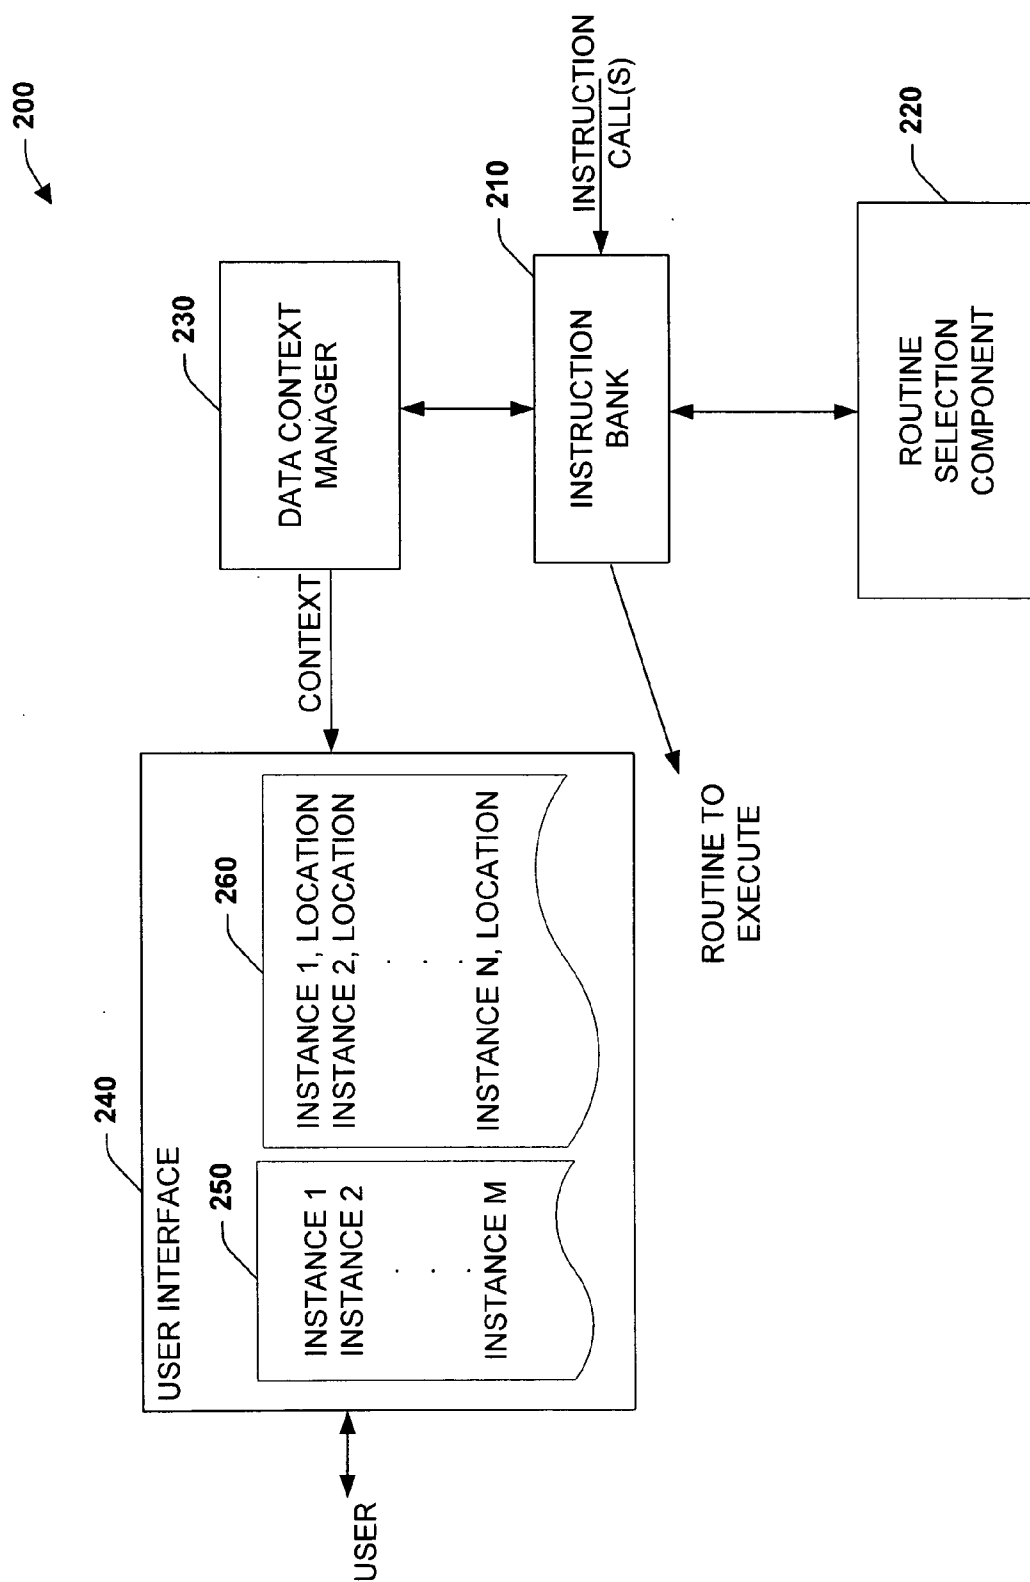 200
USER INTERFACE
240
250
INSTANCE 1
INSTANCE 2
. . .
INSTANCE M
260
INSTANCE 1, LOCATION
INSTANCE 2, LOCATION
. . .
INSTANCE N, LOCATION
USER
CONTEXT
230
DATA CONTEXT
MANAGER
210
INSTRUCTION
BANK
INSTRUCTION
CALL(S)
ROUTINE TO
EXECUTE
220
ROUTINE
SELECTION
COMPONENT